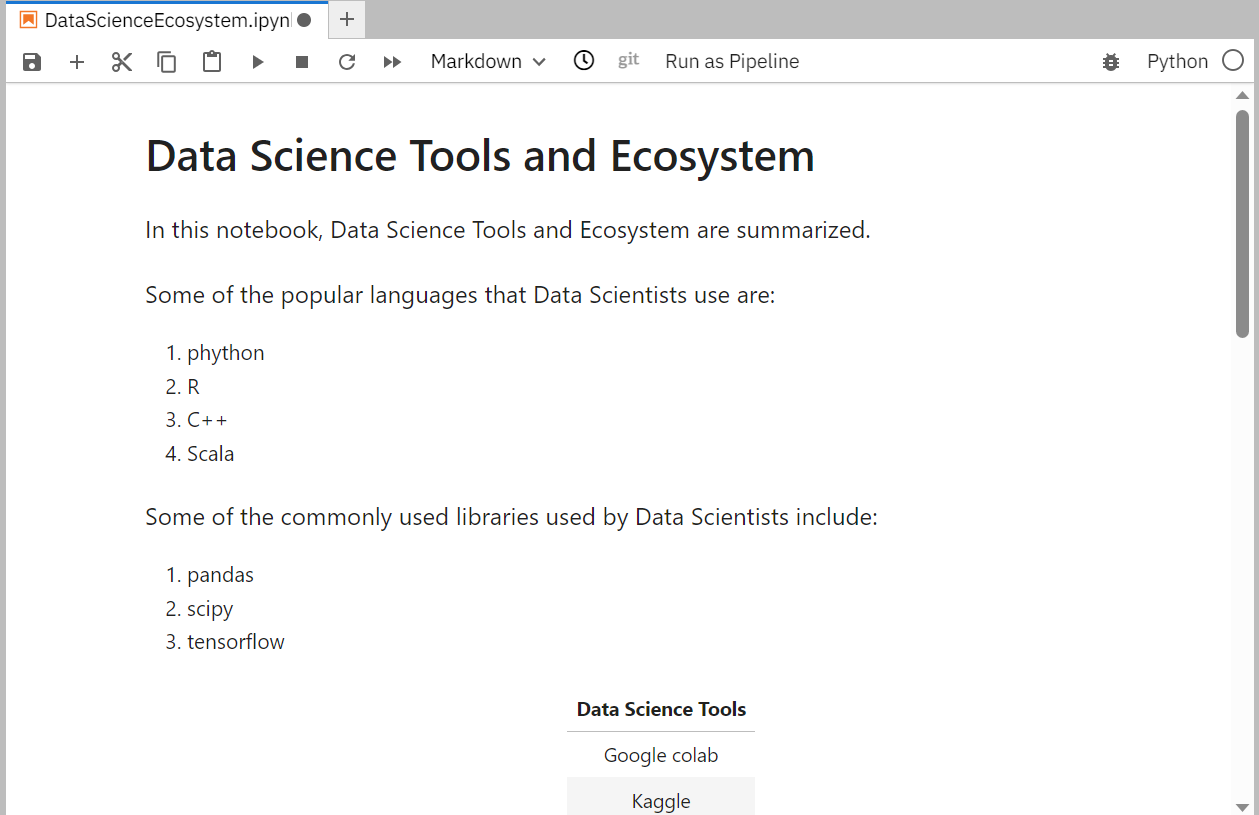 DataScienceEcosystem.ipyn
Markdown git Run as Pipeline Python
Data Science Tools and Ecosystem
In this notebook, Data Science Tools and Ecosystem are summarized.
Some of the popular languages that Data Scientists use are:
1. phython
2. R
3. C++
4. Scala
Some of the commonly used libraries used by Data Scientists include:
1. pandas
2. scipy
3. tensorflow
Data Science Tools
Google colab
Kaggle